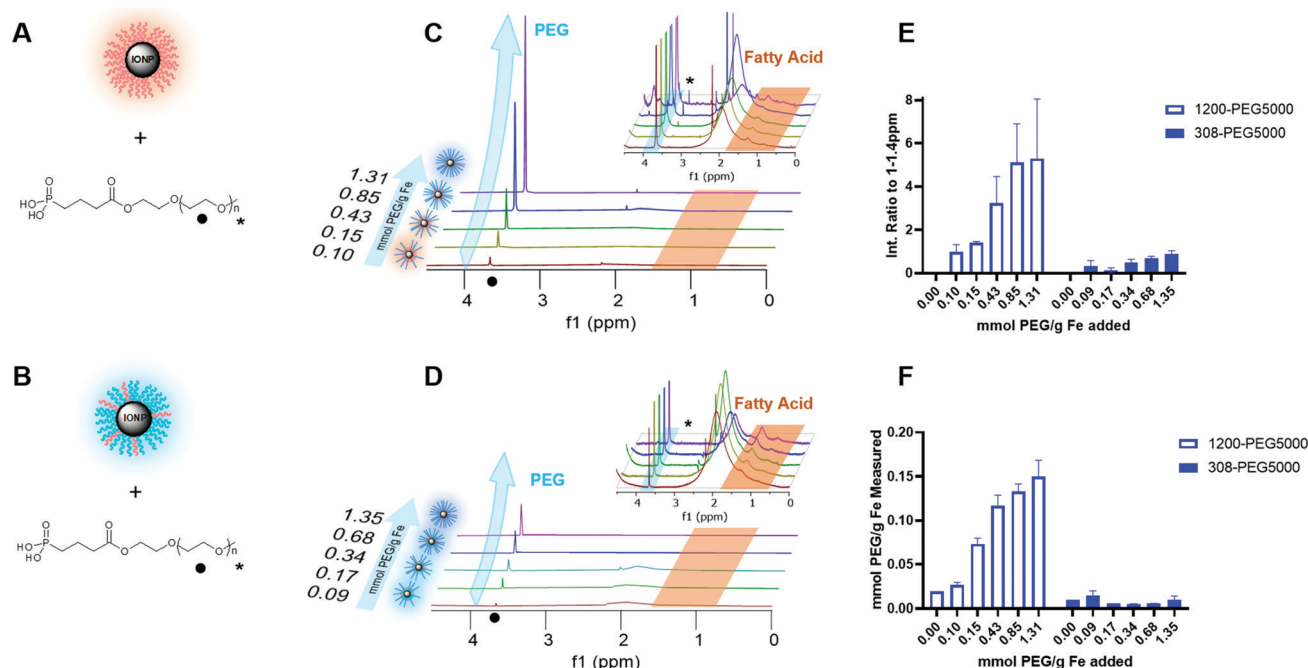 A
IONP
+
O
HO
P
HO
O
O
O
O
n
*
B
IONP
+
O
HO
P
HO
O
O
O
O
n
*
C
PEG
Fatty Acid
*
4 3 2 1 0
f1 (ppm)
1.31
0.85
0.43
0.15
0.10
mmol PEG/g Fe
4 3 2 1 0
f1 (ppm)
D
PEG
Fatty Acid
*
4 3 2 1 0
f1 (ppm)
1.35
0.68
0.34
0.17
0.09
mmol PEG/g Fe
4 3 2 1 0
f1 (ppm)
E
Int. Ratio to 1-1.4ppm
8
6
4
2
0
0.00 0.10 0.15 0.43 0.85 1.31 0.00 0.09 0.17 0.34 0.68 1.35
mmol PEG/g Fe added
1200-PEG5000
308-PEG5000
F
mmol PEG/g Fe Measured
0.20
0.15
0.10
0.05
0.00
0.00 0.10 0.15 0.43 0.85 1.31 0.00 0.09 0.17 0.34 0.68 1.35
mmol PEG/g Fe added
1200-PEG5000
308-PEG5000